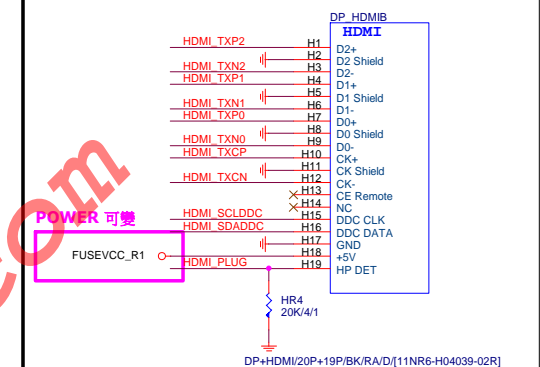 DP_HDMIB
HDMI
HDMI_TXP2 H1 D2+
H2 D2 Shield
HDMI_TXN2 H3 D2-
HDMI_TXP1 H4 D1+
H5 D1 Shield
HDMI_TXN1 H6 D1-
HDMI_TXP0 H7 D0+
H8 D0 Shield
HDMI_TXN0 H9 D0-
HDMI_TXCP H10 CK+
H11 CK Shield
HDMI_TXCN H12 CK-
H13 CE Remote
H14 NC
HDMI_SCLDDC H15 DDC CLK
HDMI_SDADDC H16 DDC DATA
H17 GND
H18 +5V
HDMI_PLUG H19 HP DET
POWER 可變
FUSEVCC_R1
HR4
20K/4/1
DP+HDMI/20P+19P/BK/RA/D/[11NR6-H04039-02R]
com